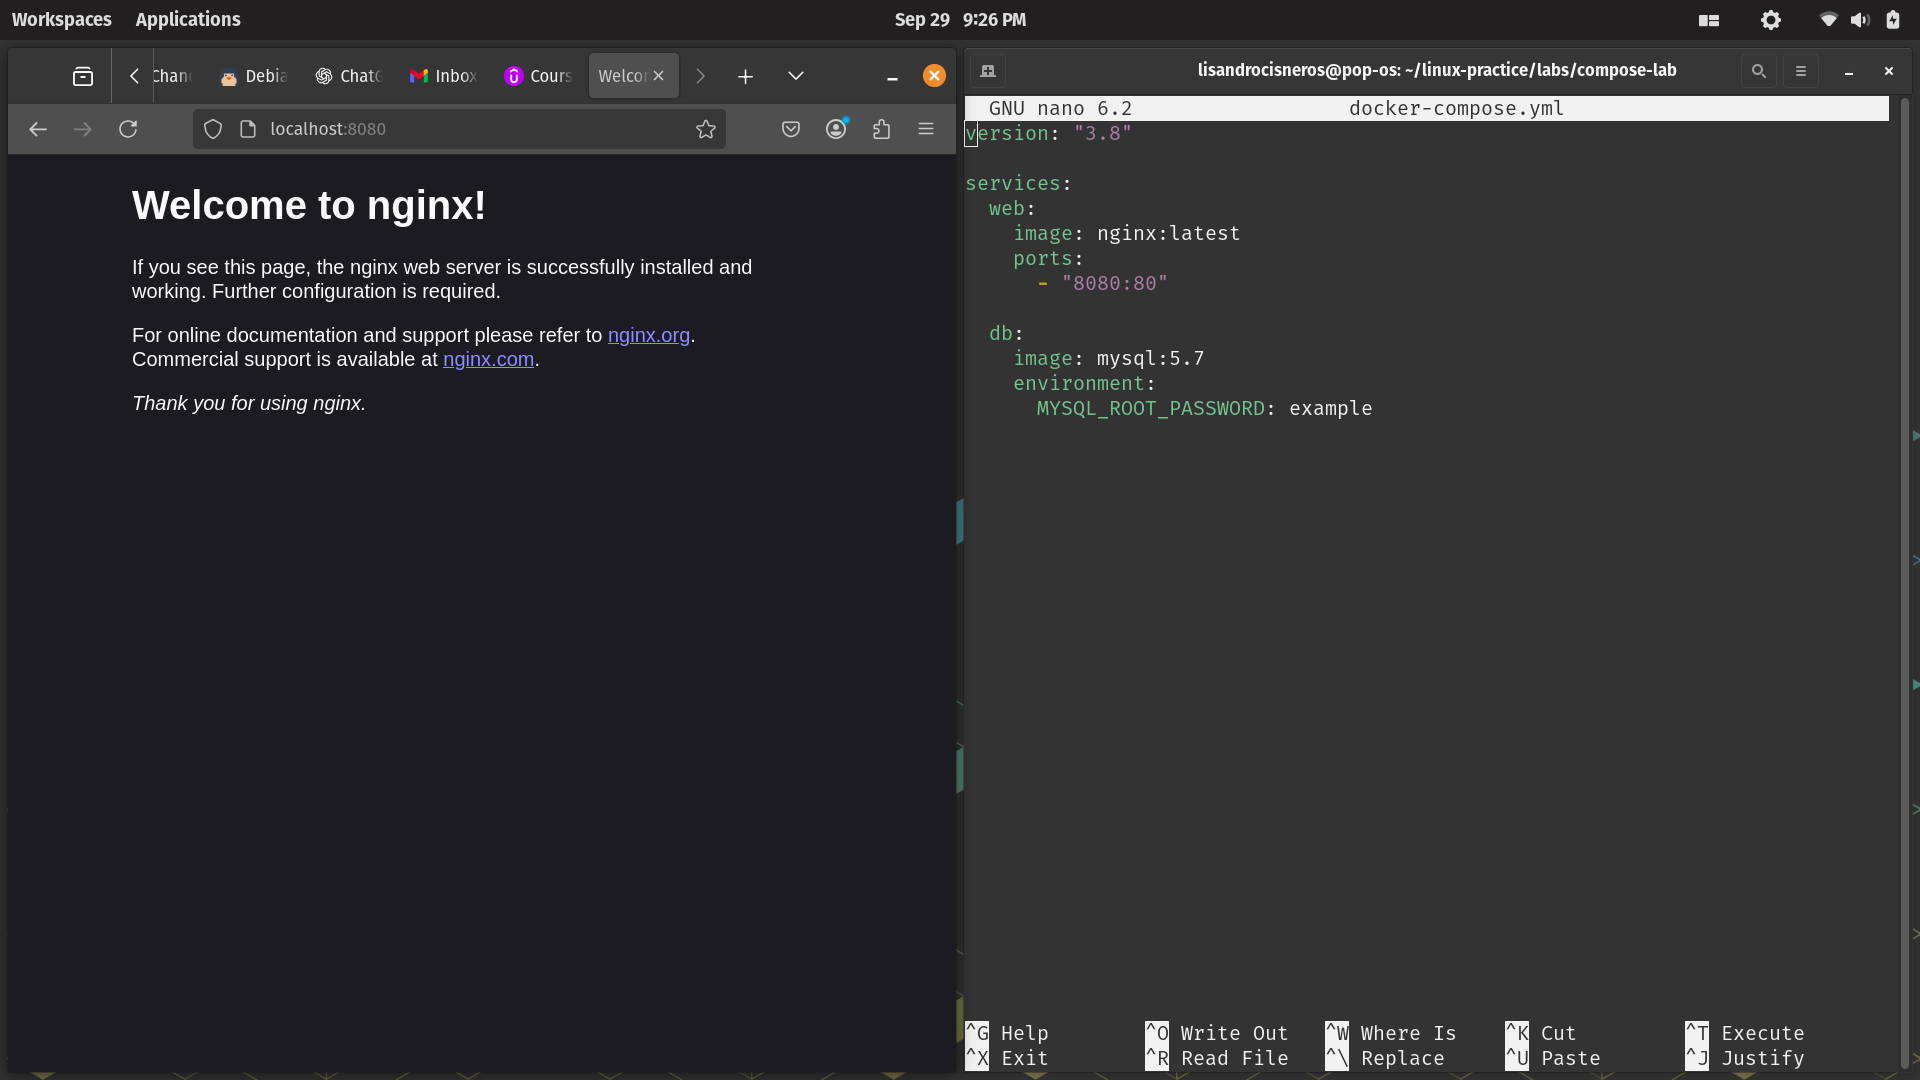 Workspaces Applications Sep 29 9:26 PM
Chan Debia ChatG Inbox Cours Welco
localhost:8080
Welcome to nginx!
If you see this page, the nginx web server is successfully installed and
working. Further configuration is required.
For online documentation and support please refer to nginx.org.
Commercial support is available at nginx.com.
Thank you for using nginx.
lisandrocisneros@pop-os: ~/linux-practice/labs/compose-lab
GNU nano 6.2 docker-compose.yml
version: "3.8"
services:
  web:
    image: nginx:latest
    ports:
      - "8080:80"
  db:
    image: mysql:5.7
    environment:
      MYSQL_ROOT_PASSWORD: example
^G Help ^O Write Out ^W Where Is ^K Cut ^T Execute
^X Exit ^R Read File ^\ Replace ^U Paste ^J Justify